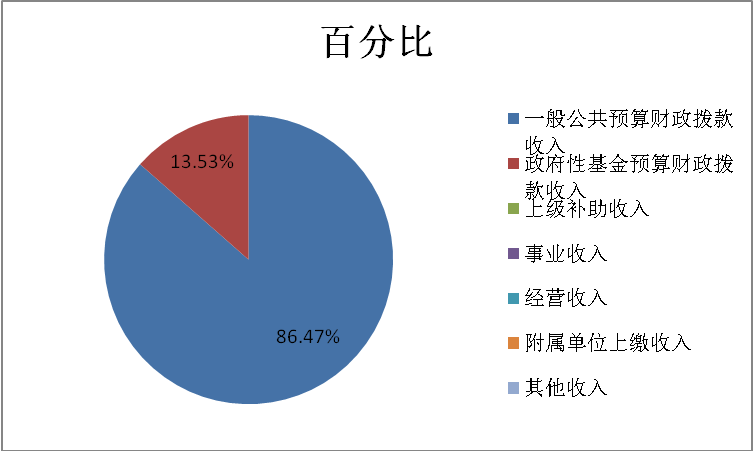 百分比
13.53%
86.47%
一般公共预算财政拨款
收入
政府性基金预算财政拨
款收入
上级补助收入
事业收入
经营收入
附属单位上缴收入
其他收入